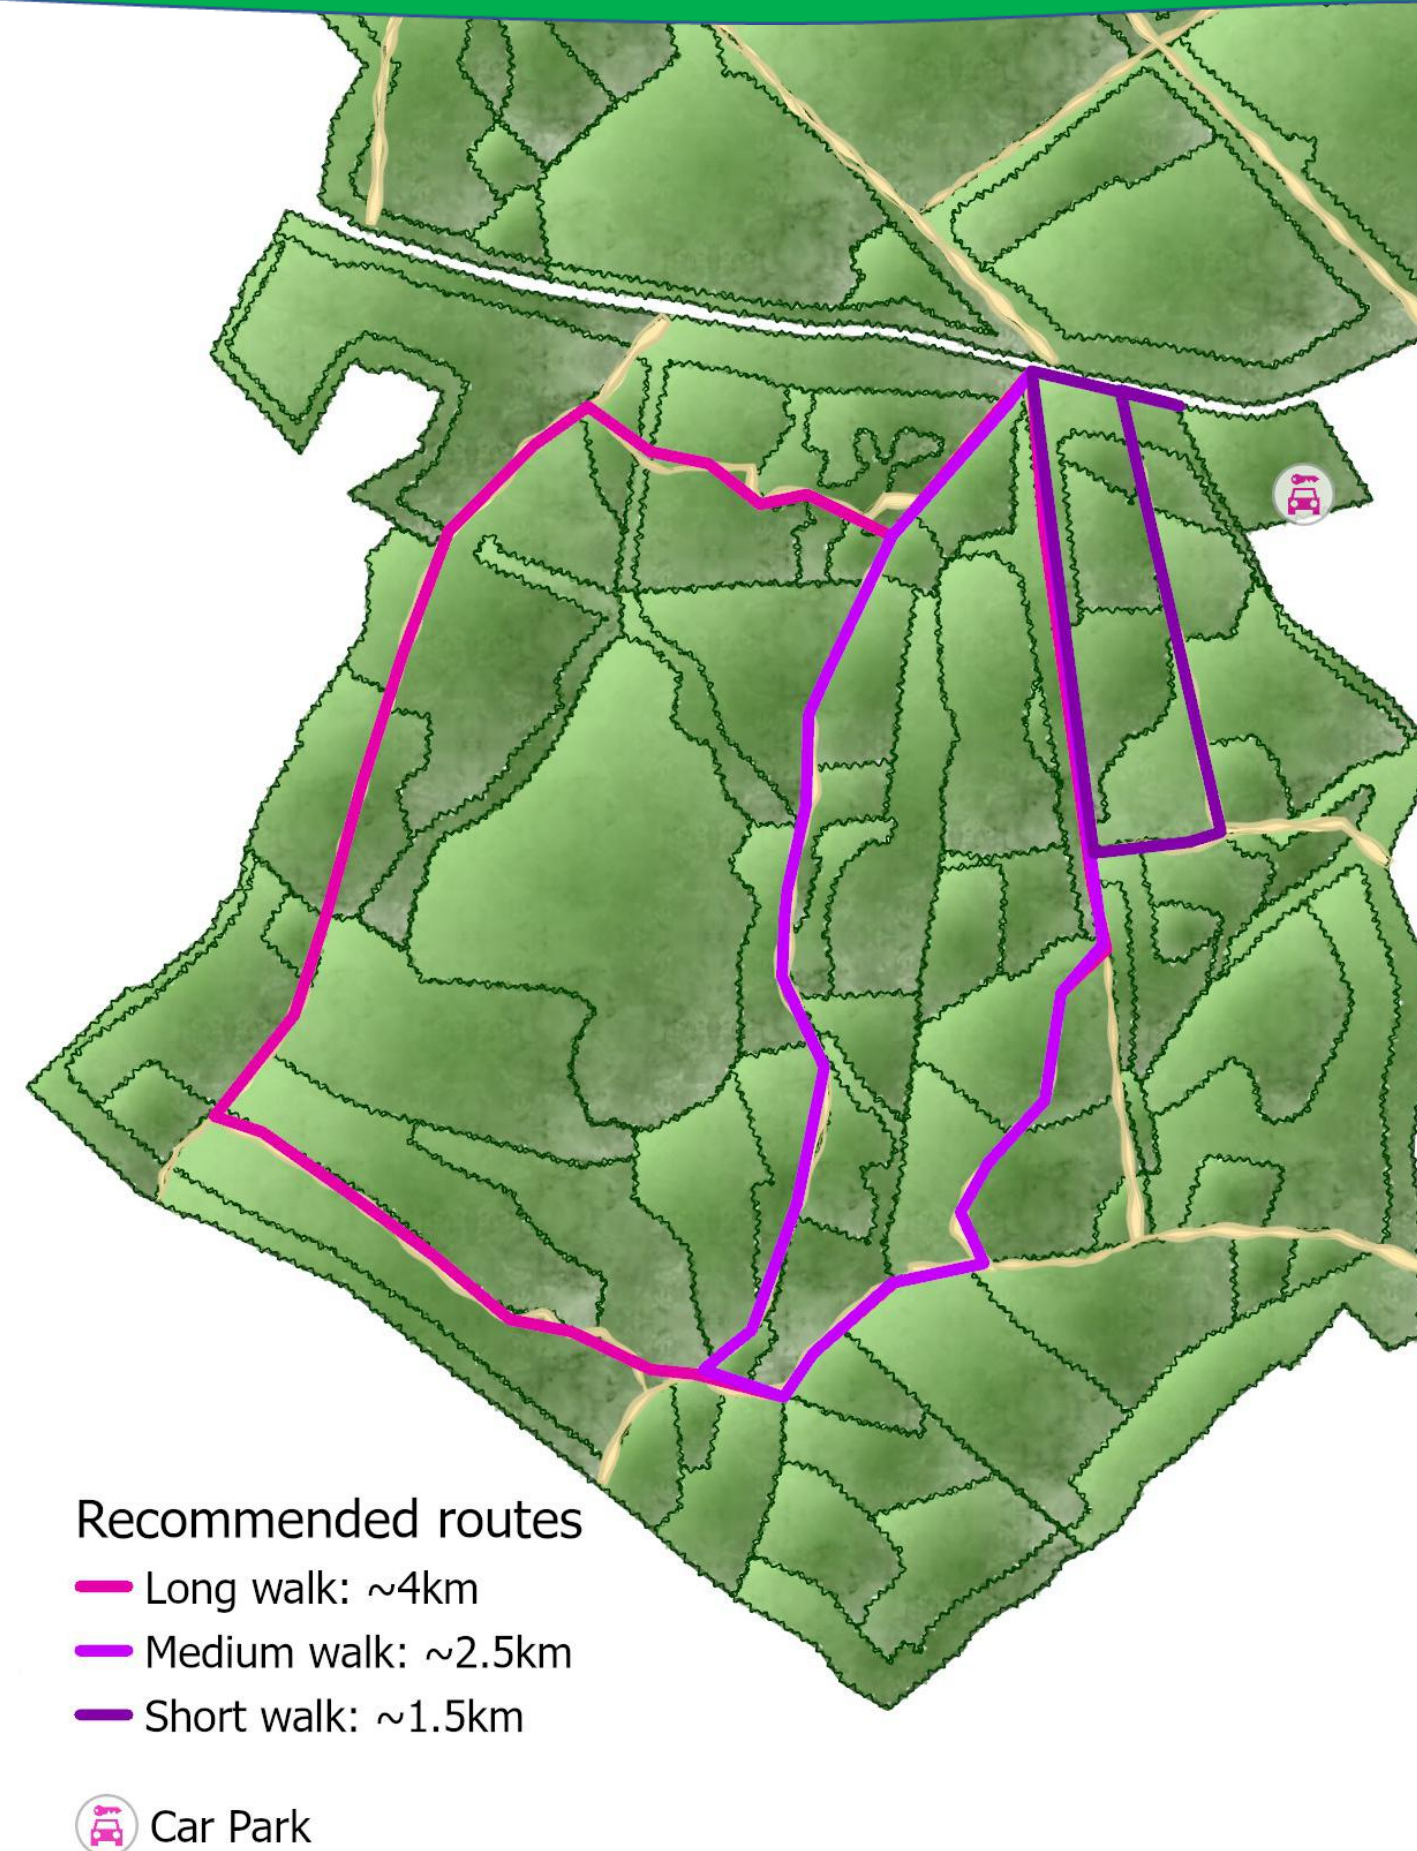 Recommended routes
Long walk: ~4km
Medium walk: ~2.5km
Short walk: ~1.5km
Car Park